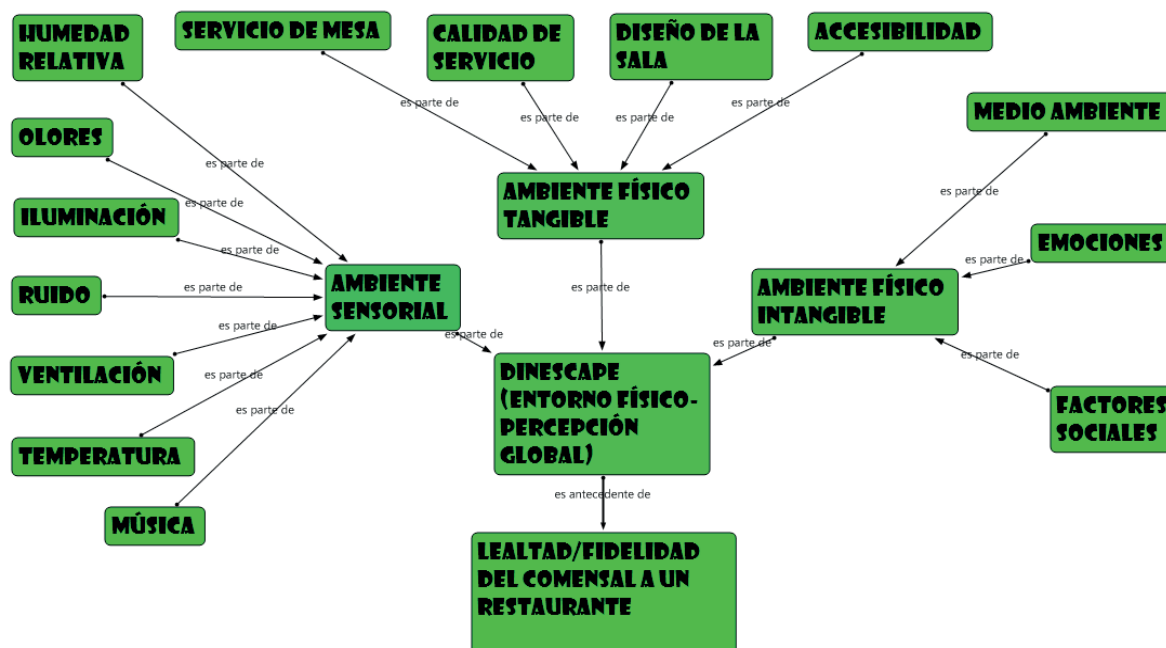 HUMEDAD
RELATIVA
SERVICIO DE MESA
CALIDAD DE
SERVICIO
DISEÑO DE LA
SALA
ACCESIBILIDAD
es parte de
es parte de
es parte de
es parte de
MEDIO AMBIENTE
OLORES
es parte de
AMBIENTE FÍSICO
TANGIBLE
es parte de
ILUMINACIÓN
es parte de
es parte de
es parte de
EMOCIONES
es parte de
RUIDO
es parte de
AMBIENTE
SENSORIAL
es parte de
AMBIENTE FÍSICO
INTANGIBLE
VENTILACIÓN
es parte de
es parte de
es parte de
es parte de
es parte de
DINESCAPE
(ENTORNO FÍSICO-
PERCEPCIÓN
GLOBAL)
FACTORES
SOCIALES
TEMPERATURA
es parte de
MÚSICA
es antecedente de
LEALTAD/FIDELIDAD
DEL COMENSAL A UN
RESTAURANTE